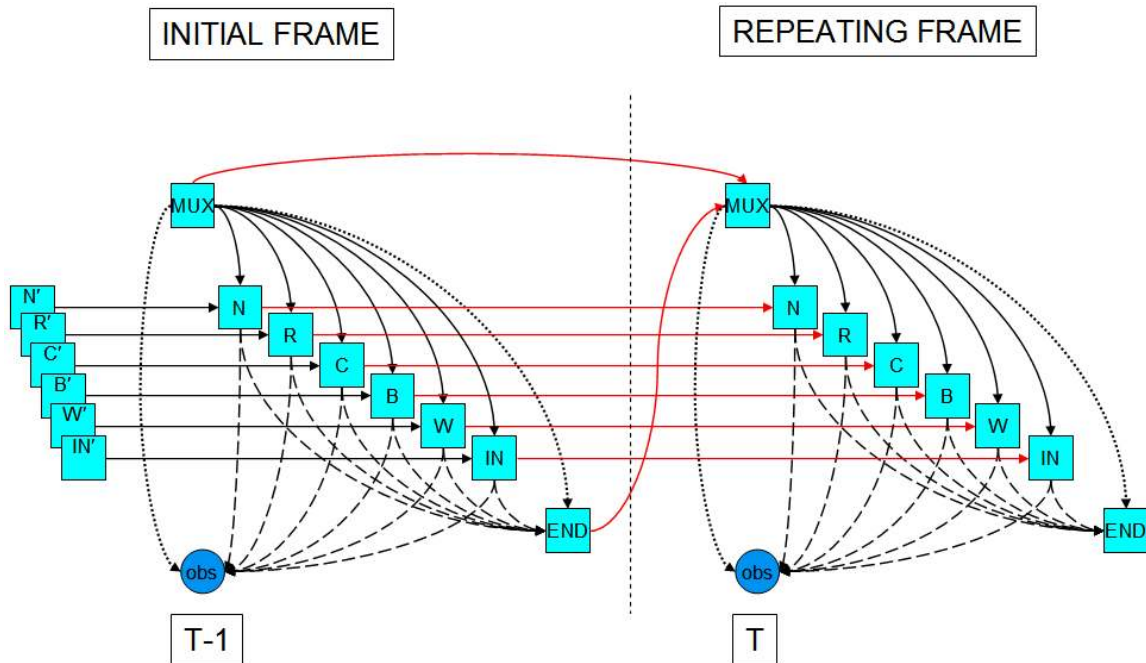 INITIAL FRAME
REPEATING FRAME
MUX
MUX
N′
N
N
R′
R
R
C′
C
C
B′
B
B
W′
W
W
IN′
IN
IN
END
END
obs
obs
T-1
T